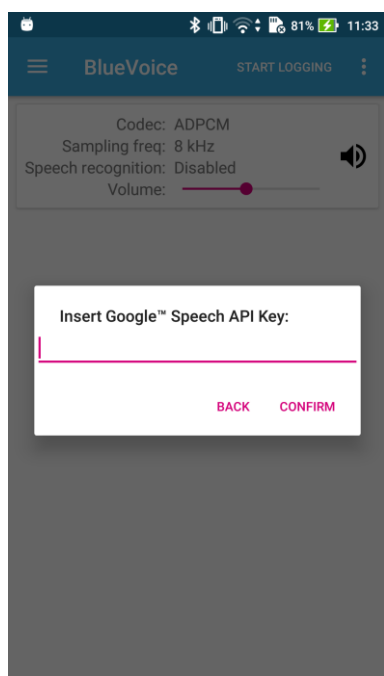 81% 11:33
BlueVoice START LOGGING
Codec: ADPCM
Sampling freq: 8 kHz
Speech recognition: Disabled
Volume:
Insert Google™ Speech API Key:
BACK CONFIRM